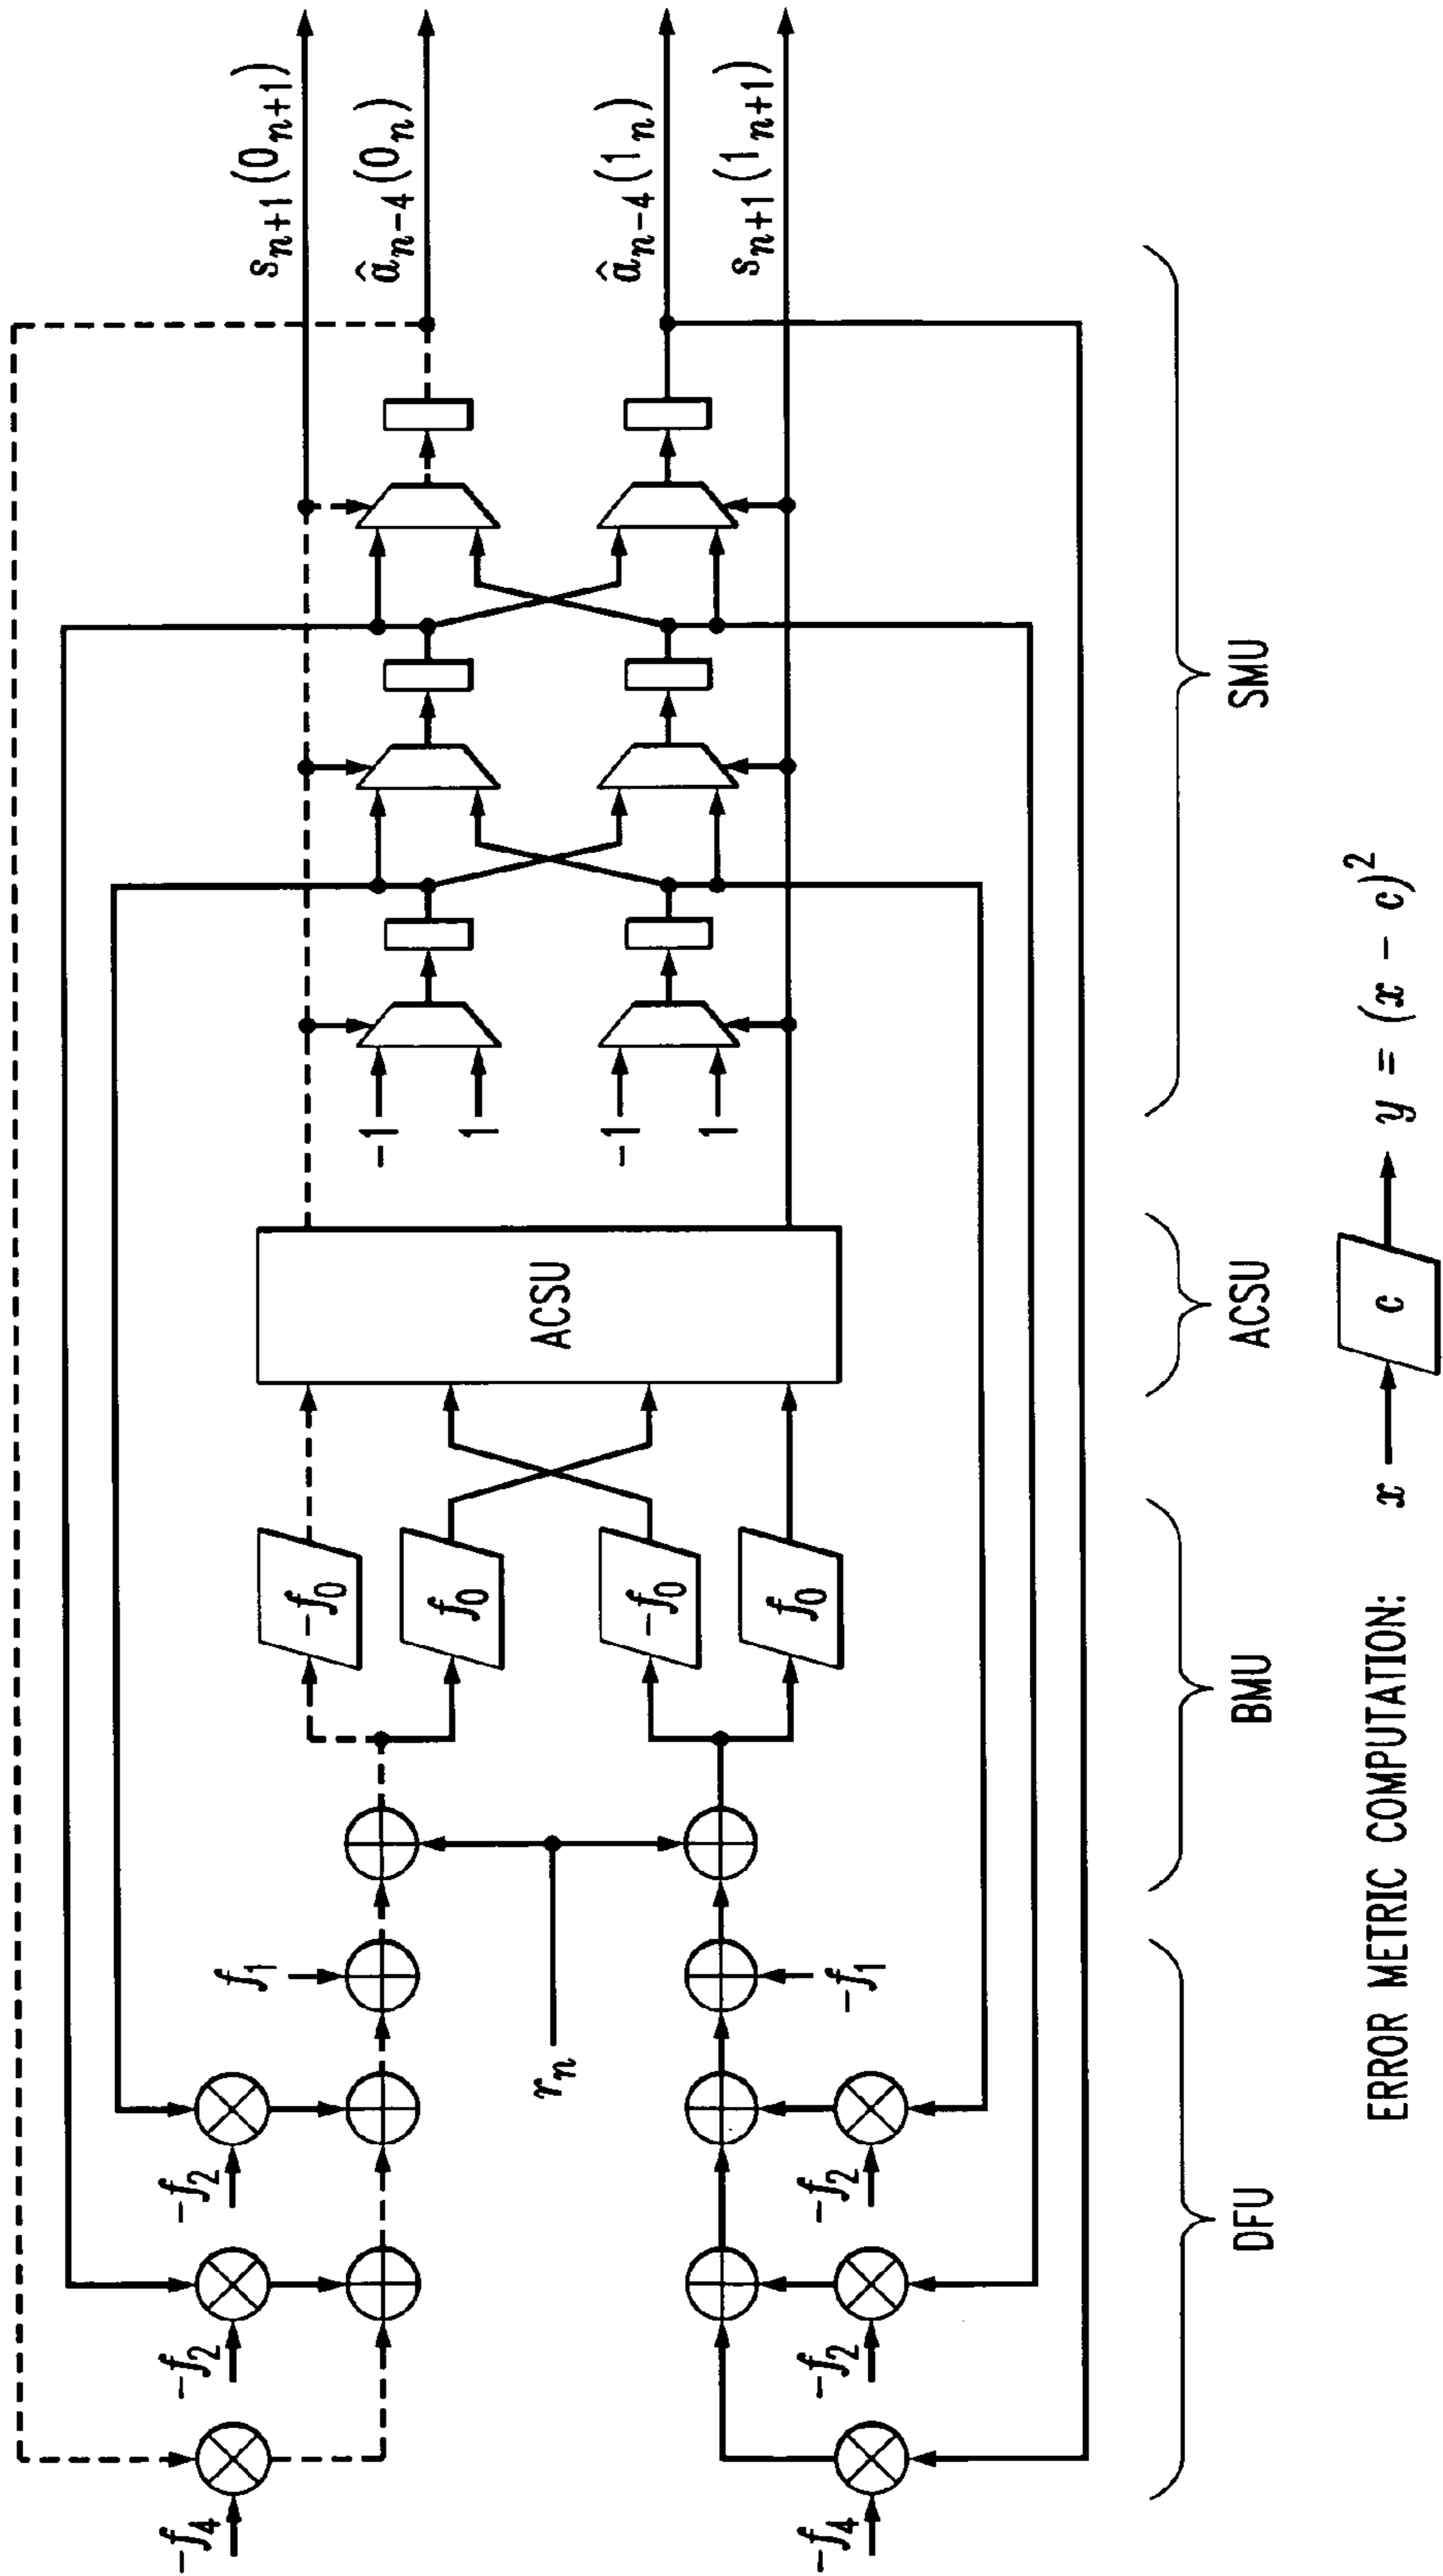 s_{n+1}(0_{n+1})
â_{n-4}(0_n)
â_{n-4}(1_n)
s_{n+1}(1_{n+1})
-f_4
-f_2
-f_2
f_1
r_n
-f_4
-f_2
-f_2
-f_1
-f_0
f_0
-f_0
f_0
ACSU
-1
1
-1
1
DFU
BMU
ACSU
SMU
ERROR METRIC COMPUTATION: x c y = (x - c)^2